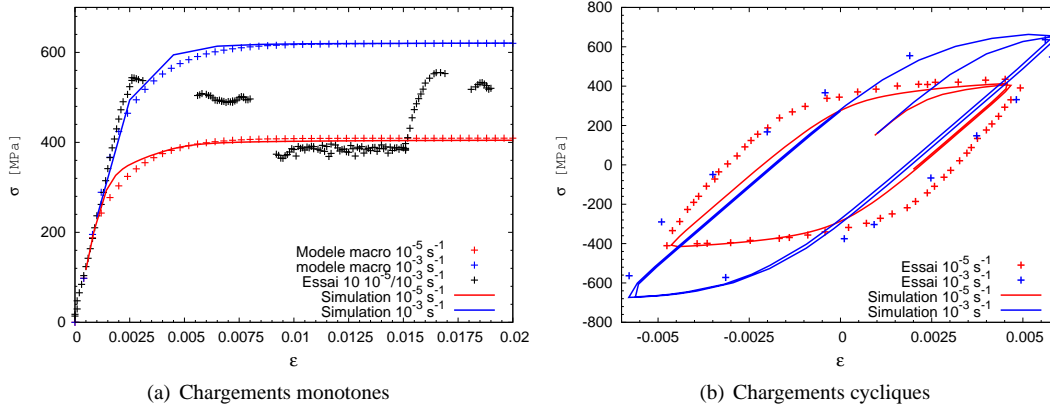 600
400
200
0
σ [MPa]
0 0.0025 0.005 0.0075 0.01 0.0125 0.015 0.0175 0.02
ε
Modele macro 10-5 s-1
modele macro 10-3 s-1
Essai 10 10-5/10-3 s-1
Simulation 10-5 s-1
Simulation 10-3 s-1
(a) Chargements monotones
800
600
400
200
0
-200
-400
-600
-800
σ [MPa]
-0.005 -0.0025 0 0.0025 0.005
ε
Essai 10-5 s-1
Essai 10-3 s-1
Simulation 10-5 s-1
Simulation 10-3 s-1
(b) Chargements cycliques